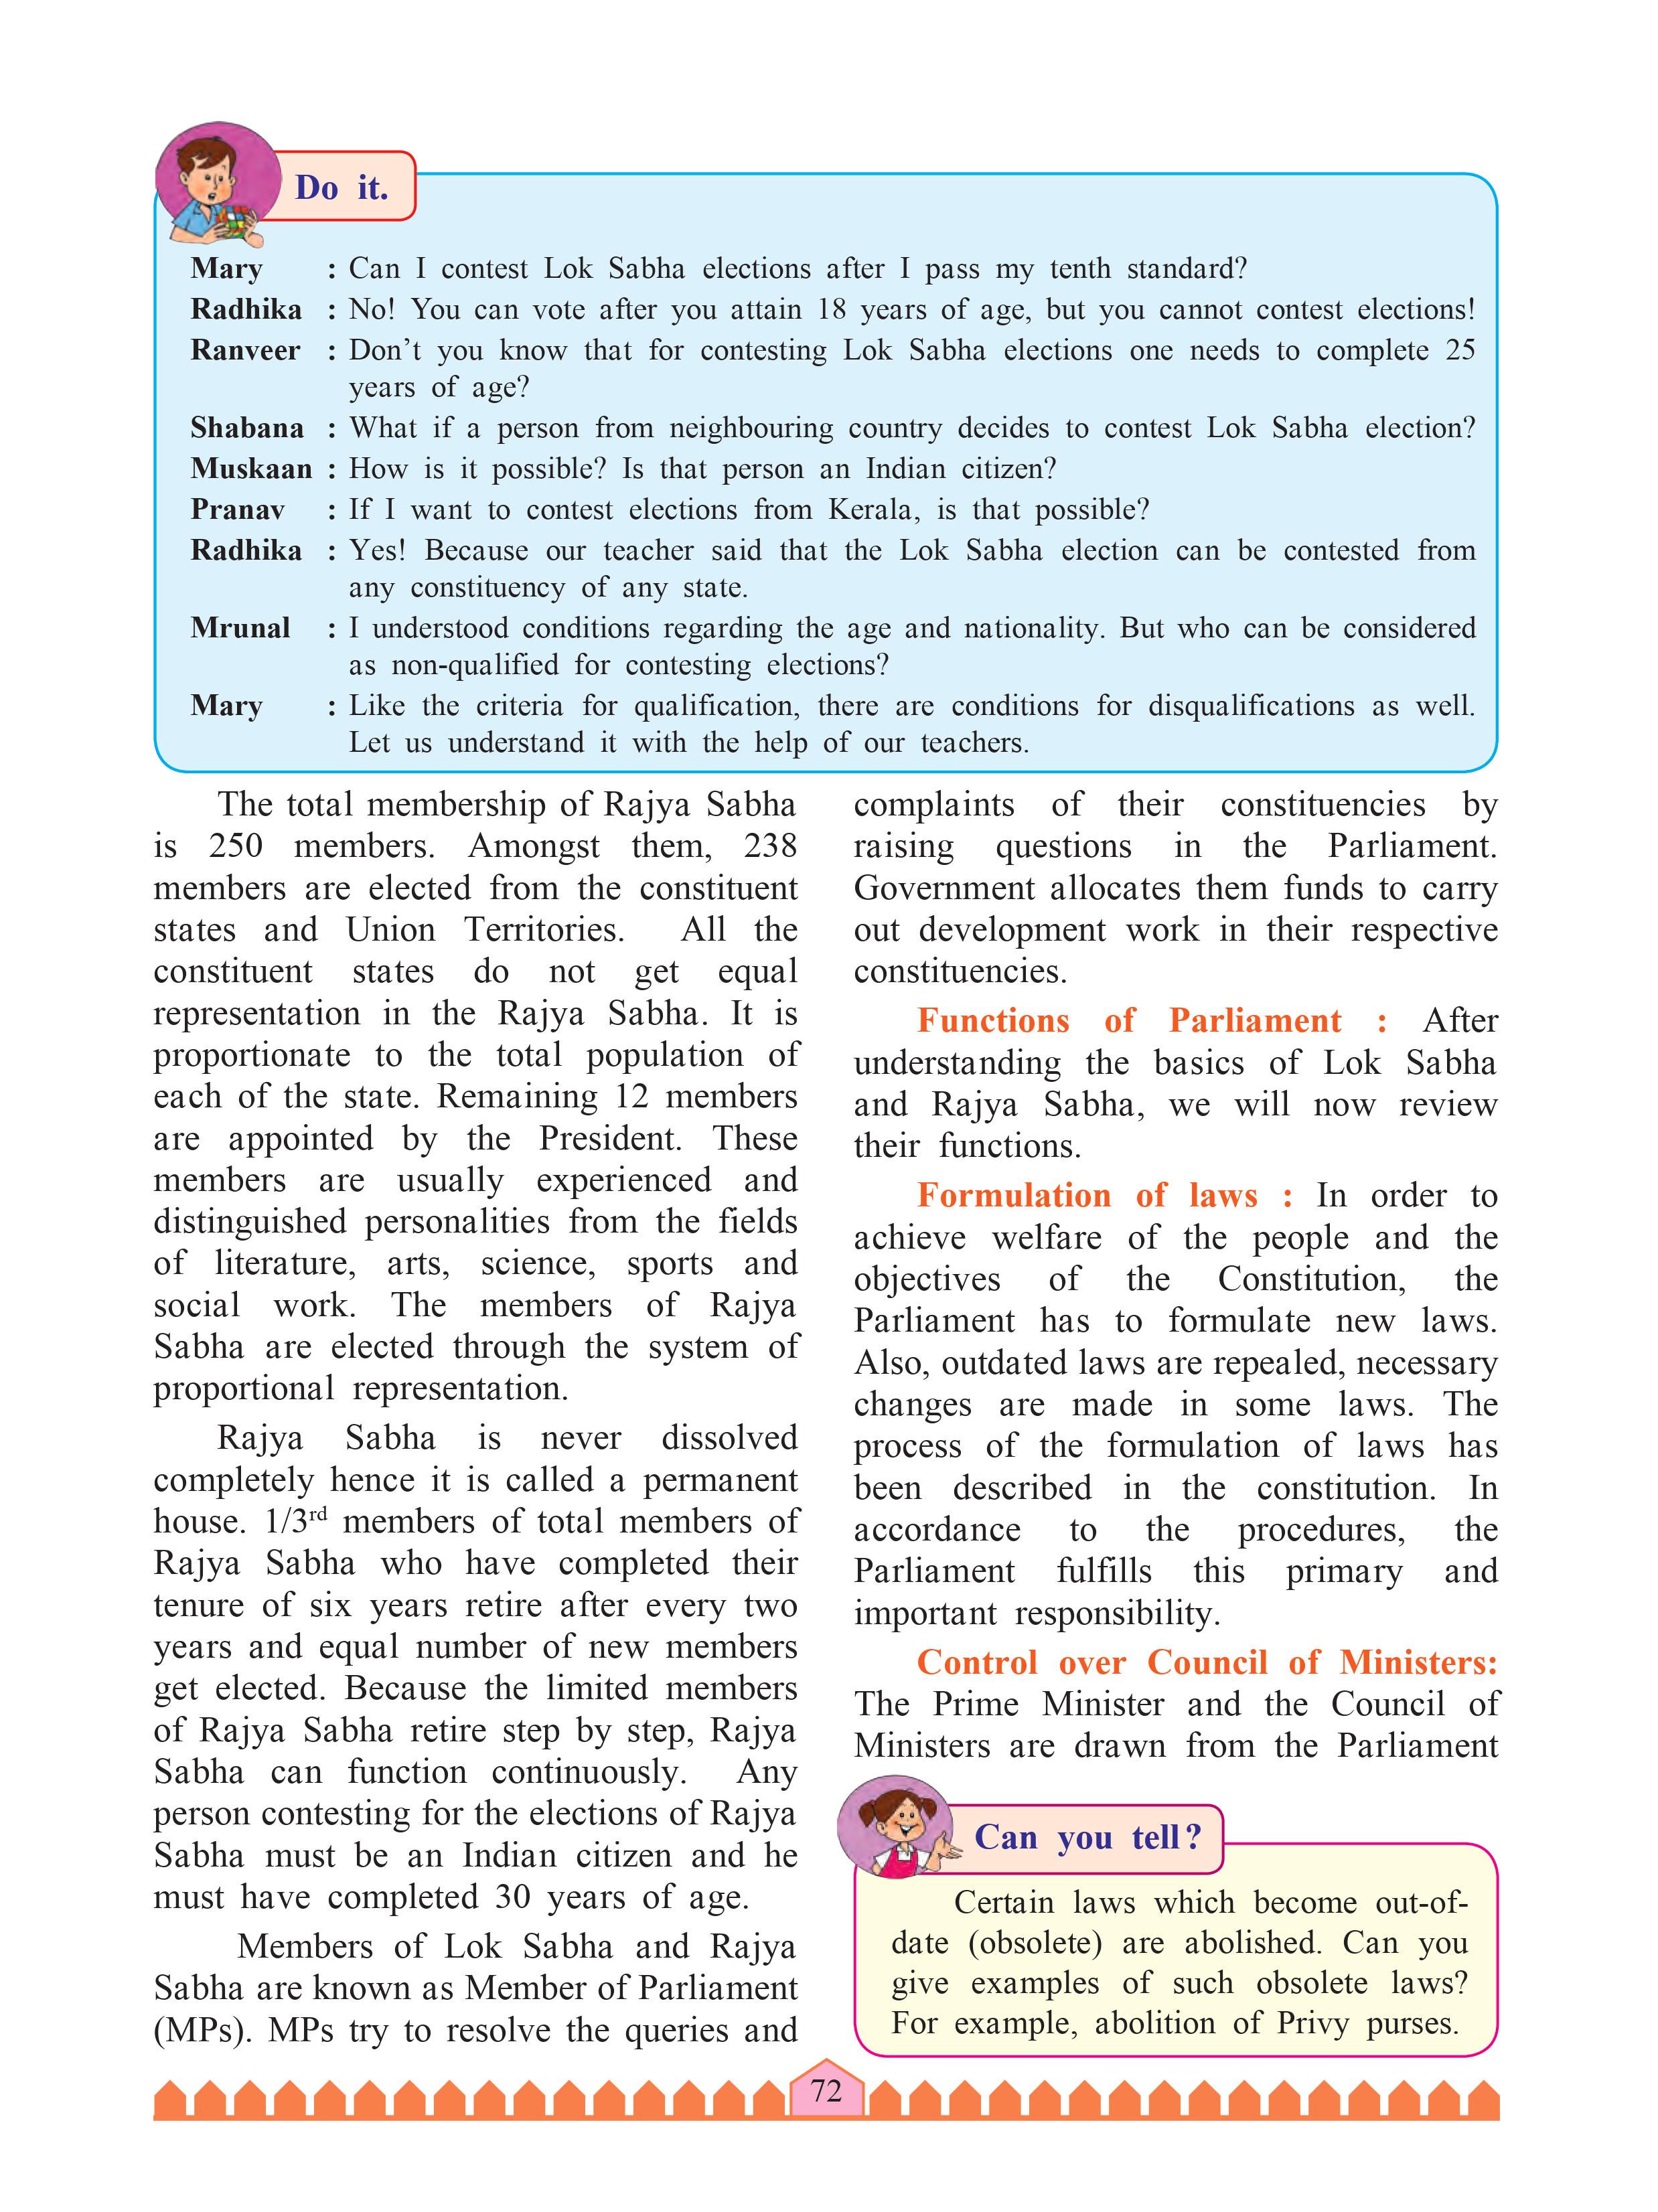 Do it.
Mary : Can I contest Lok Sabha elections after I pass my tenth standard?
Radhika : No! You can vote after you attain 18 years of age, but you cannot contest elections!
Ranveer : Don’t you know that for contesting Lok Sabha elections one needs to complete 25
years of age?
Shabana : What if a person from neighbouring country decides to contest Lok Sabha election?
Muskaan : How is it possible? Is that person an Indian citizen?
Pranav : If I want to contest elections from Kerala, is that possible?
Radhika : Yes! Because our teacher said that the Lok Sabha election can be contested from
any constituency of any state.
Mrunal : I understood conditions regarding the age and nationality. But who can be considered
as non-qualified for contesting elections?
Mary : Like the criteria for qualification, there are conditions for disqualifications as well.
Let us understand it with the help of our teachers.
The total membership of Rajya Sabha
is 250 members. Amongst them, 238
members are elected from the constituent
states and Union Territories. All the
constituent states do not get equal
representation in the Rajya Sabha. It is
proportionate to the total population of
each of the state. Remaining 12 members
are appointed by the President. These
members are usually experienced and
distinguished personalities from the fields
of literature, arts, science, sports and
social work. The members of Rajya
Sabha are elected through the system of
proportional representation.
Rajya Sabha is never dissolved
completely hence it is called a permanent
house. 1/3rd members of total members of
Rajya Sabha who have completed their
tenure of six years retire after every two
years and equal number of new members
get elected. Because the limited members
of Rajya Sabha retire step by step, Rajya
Sabha can function continuously. Any
person contesting for the elections of Rajya
Sabha must be an Indian citizen and he
must have completed 30 years of age.
Members of Lok Sabha and Rajya
Sabha are known as Member of Parliament
(MPs). MPs try to resolve the queries and
complaints of their constituencies by
raising questions in the Parliament.
Government allocates them funds to carry
out development work in their respective
constituencies.
Functions of Parliament : After
understanding the basics of Lok Sabha
and Rajya Sabha, we will now review
their functions.
Formulation of laws : In order to
achieve welfare of the people and the
objectives of the Constitution, the
Parliament has to formulate new laws.
Also, outdated laws are repealed, necessary
changes are made in some laws. The
process of the formulation of laws has
been described in the constitution. In
accordance to the procedures, the
Parliament fulfills this primary and
important responsibility.
Control over Council of Ministers:
The Prime Minister and the Council of
Ministers are drawn from the Parliament
Can you tell?
Certain laws which become out-of-
date (obsolete) are abolished. Can you
give examples of such obsolete laws?
For example, abolition of Privy purses.
72